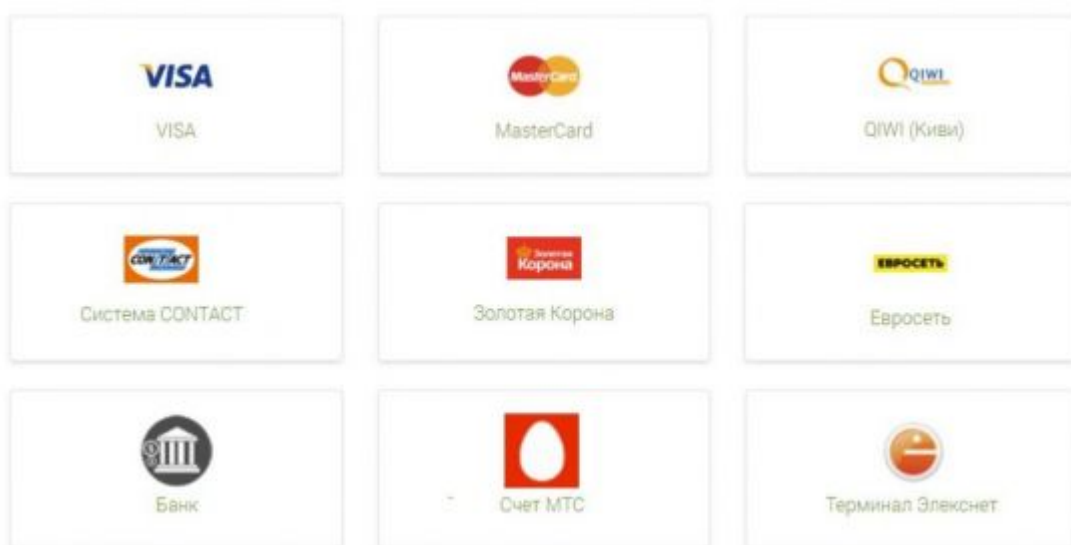 VISA
VISA
MasterCard
MasterCard
QIWI
QIWI (Киви)
CONTACT
Система CONTACT
Золотая
Корона
Золотая Корона
ЕВРОСЕТЬ
Евросеть
Банк
Счет МТС
Терминал Элекснет